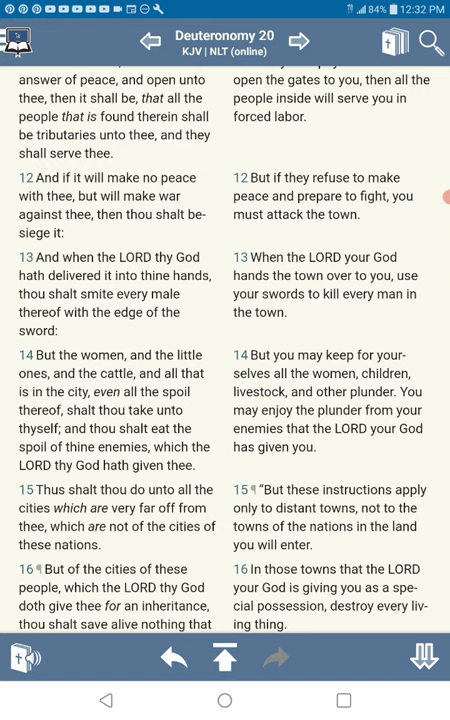 84% 12:32 PM
Deuteronomy 20
KJV | NLT (online)
answer of peace, and open unto
thee, then it shall be, that all the
people that is found therein shall
be tributaries unto thee, and they
shall serve thee.
12 And if it will make no peace
with thee, but will make war
against thee, then thou shalt be-
siege it:
13 And when the LORD thy God
hath delivered it into thine hands,
thou shalt smite every male
thereof with the edge of the
sword:
14 But the women, and the little
ones, and the cattle, and all that
is in the city, even all the spoil
thereof, shalt thou take unto
thyself; and thou shalt eat the
spoil of thine enemies, which the
LORD thy God hath given thee.
15 Thus shalt thou do unto all the
cities which are very far off from
thee, which are not of the cities of
these nations.
16 ¶ But of the cities of these
people, which the LORD thy God
doth give thee for an inheritance,
thou shalt save alive nothing that
open the gates to you, then all the
people inside will serve you in
forced labor.
12 But if they refuse to make
peace and prepare to fight, you
must attack the town.
13 When the LORD your God
hands the town over to you, use
your swords to kill every man in
the town.
14 But you may keep for your-
selves all the women, children,
livestock, and other plunder. You
may enjoy the plunder from your
enemies that the LORD your God
has given you.
15 ¶ “But these instructions apply
only to distant towns, not to the
towns of the nations in the land
you will enter.
16 In those towns that the LORD
your God is giving you as a spe-
cial possession, destroy every liv-
ing thing.